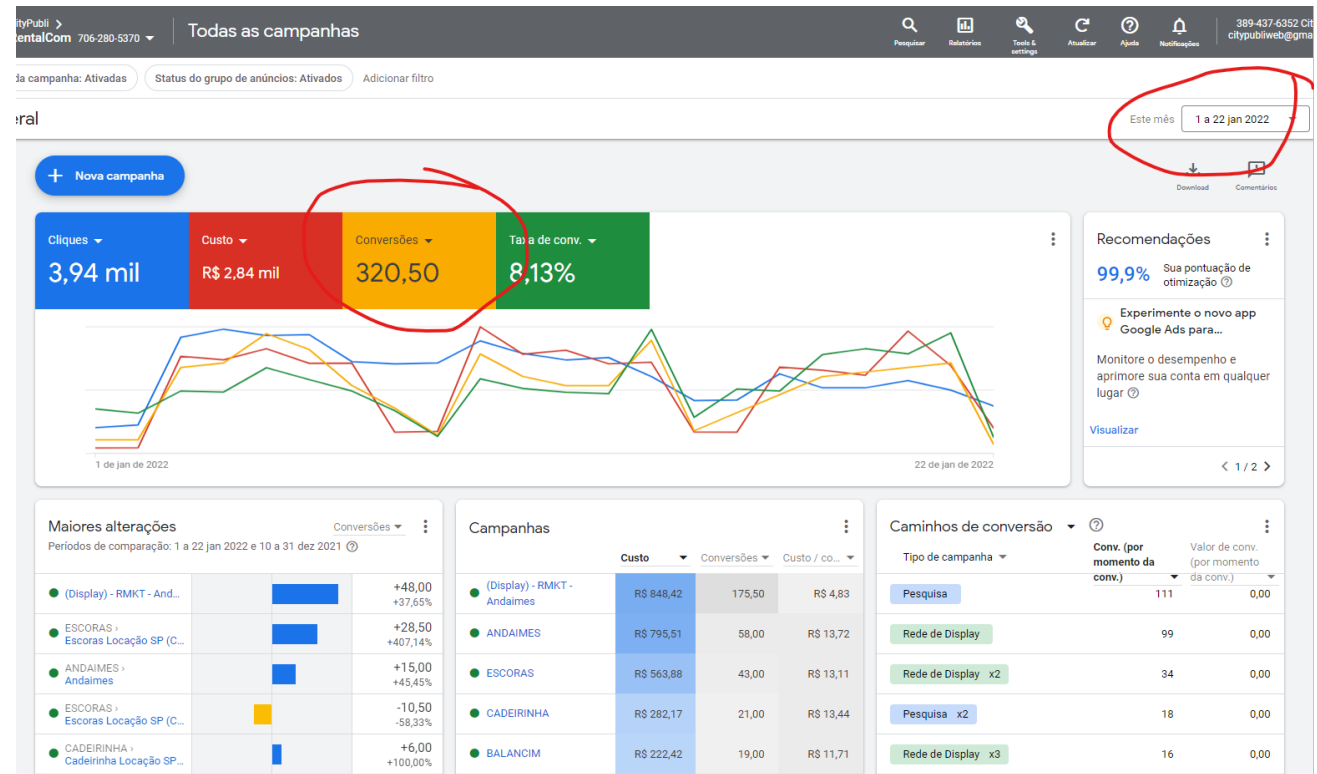 ityPubli >
entalCom 706-280-5370
Todas as campanhas
Pesquisar
Relatórios
Tools & settings
Atualizar
Ajuda
Notificações
389-437-6352 Cit
citypubliweb@gma
da campanha: Ativadas
Status do grupo de anúncios: Ativados
Adicionar filtro
eral
Este mês
1 a 22 jan 2022
+ Nova campanha
Download
Comentários
Cliques
Custo
Conversões
Taxa de conv.
3,94 mil
R$ 2,84 mil
320,50
8,13%
1 de jan de 2022
22 de jan de 2022
Recomendações
99,9%
Sua pontuação de
otimização
Experimente o novo app
Google Ads para...
Monitore o desempenho e
aprimore sua conta em qualquer
lugar
Visualizar
< 1 / 2 >
Maiores alterações
Conversões
Períodos de comparação: 1 a 22 jan 2022 e 10 a 31 dez 2021
(Display) - RMKT - And...
+48,00
+37,65%
ESCORAS ›
Escoras Locação SP (C...
+28,50
+407,14%
ANDAIMES ›
Andaimes
+15,00
+45,45%
ESCORAS ›
Escoras Locação SP (C...
-10,50
-58,33%
CADEIRINHA ›
Cadeirinha Locação SP...
+6,00
+100,00%
Campanhas
Custo
Conversões
Custo / co...
(Display) - RMKT -
Andaimes
R$ 848,42
175,50
R$ 4,83
ANDAIMES
R$ 795,51
58,00
R$ 13,72
ESCORAS
R$ 563,88
43,00
R$ 13,11
CADEIRINHA
R$ 282,17
21,00
R$ 13,44
BALANCIM
R$ 222,42
19,00
R$ 11,71
Caminhos de conversão
Tipo de campanha
Conv. (por
momento da
conv.)
Valor de conv.
(por momento
da conv.)
Pesquisa
111
0,00
Rede de Display
99
0,00
Rede de Display x2
34
0,00
Pesquisa x2
18
0,00
Rede de Display x3
16
0,00